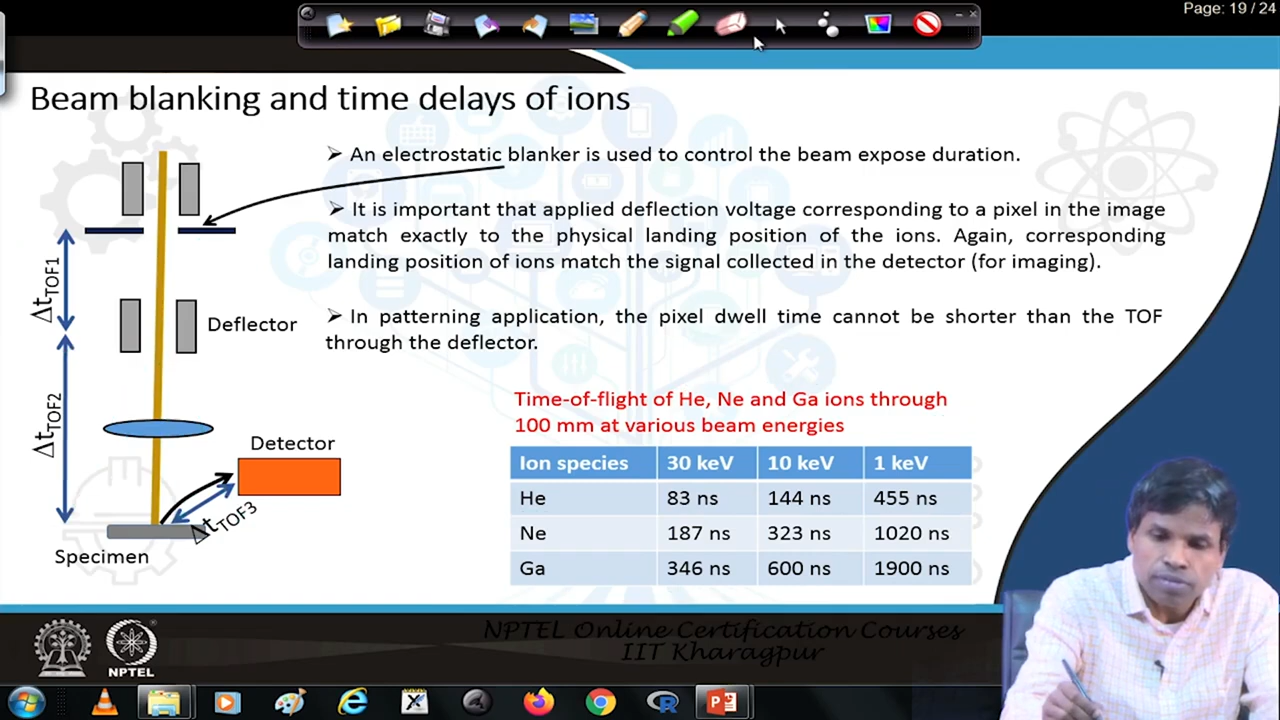 Page: 19 / 24
Beam blanking and time delays of ions
➢ An electrostatic blanker is used to control the beam expose duration.
➢ It is important that applied deflection voltage corresponding to a pixel in the image
match exactly to the physical landing position of the ions. Again, corresponding
landing position of ions match the signal collected in the detector (for imaging).
➢ In patterning application, the pixel dwell time cannot be shorter than the TOF
through the deflector.
ΔtTOF1
Deflector
ΔtTOF2
Detector
ΔtTOF3
Specimen
Time-of-flight of He, Ne and Ga ions through
100 mm at various beam energies
Ion species 30 keV 10 keV 1 keV
He 83 ns 144 ns 455 ns
Ne 187 ns 323 ns 1020 ns
Ga 346 ns 600 ns 1900 ns
NPTEL
NPTEL Online Certification Courses
IIT Kharagpur